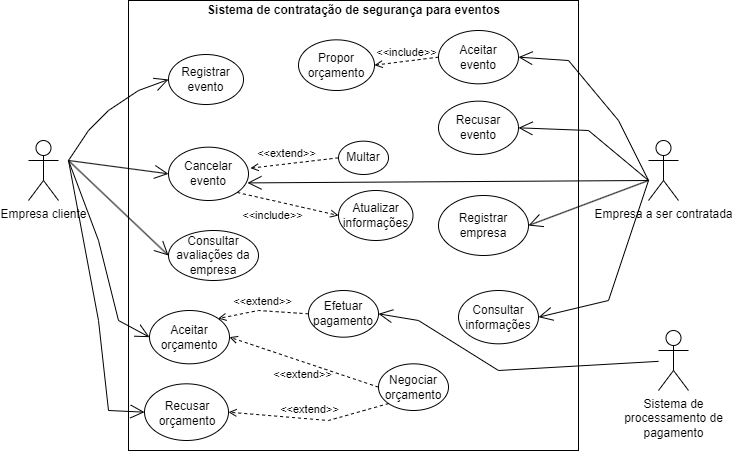 Sistema de contratação de segurança para eventos
Registrar
evento
Propor
orçamento
<<include>>
Aceitar
evento
Recusar
evento
Cancelar
evento
<<extend>>
Multar
<<include>>
Atualizar
informações
Registrar
empresa
Empresa cliente
Empresa a ser contratada
Consultar
avaliações da
empresa
Consultar
informações
Aceitar
orçamento
<<extend>>
Efetuar
pagamento
<<extend>>
Negociar
orçamento
<<extend>>
Recusar
orçamento
Sistema de
processamento de
pagamento